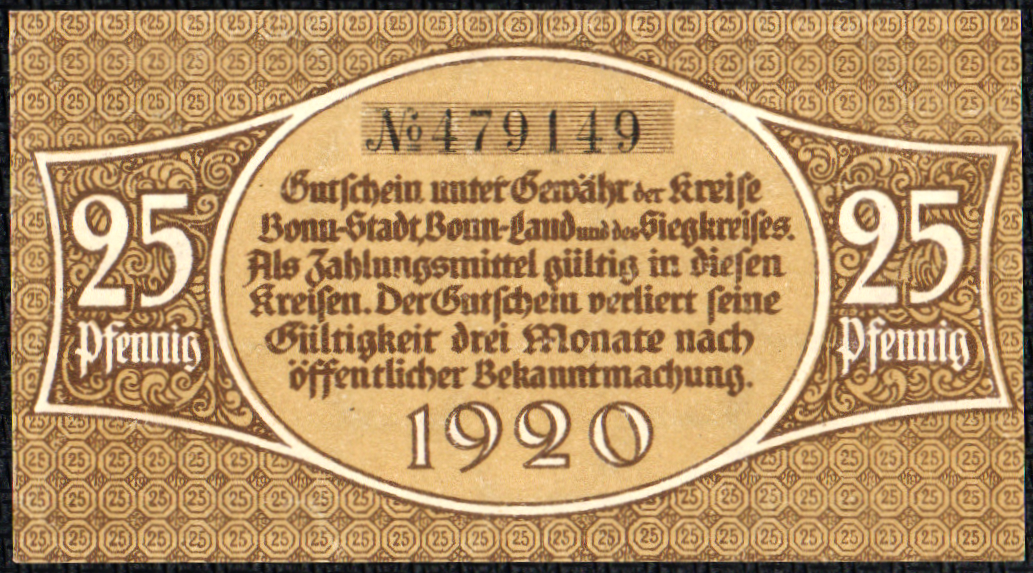 № 479149
Gutschein unter Gewähr der Kreise
Bonn-Stadt, Bonn-Land und des Siegkreises.
Als Zahlungsmittel gültig in diesen
Kreisen. Der Gutschein verliert seine
Gültigkeit drei Monate nach
öffentlicher Bekanntmachung.
1920
25
Pfennig
25
Pfennig